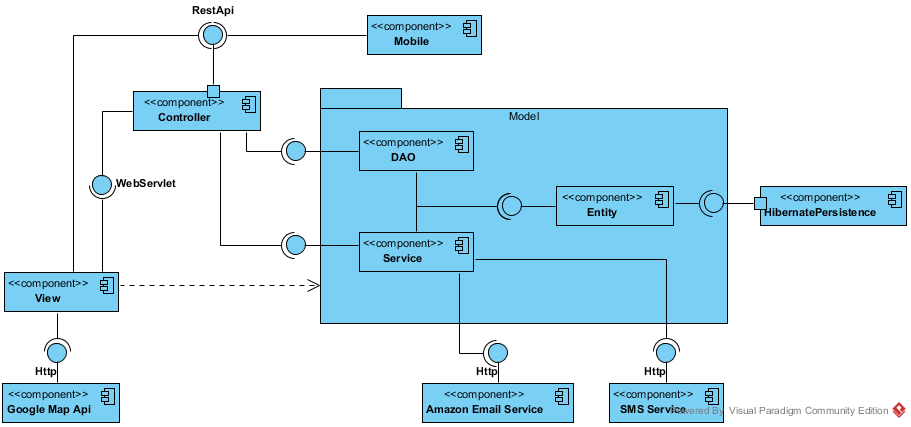 RestApi
<<component>>
Mobile
<<component>>
Controller
Model
<<component>>
DAO
WebServlet
<<component>>
Entity
<<component>>
HibernatePersistence
<<component>>
Service
<<component>>
View
Http
Http
Http
<<component>>
Google Map Api
<<component>>
Amazon Email Service
<<component>>
SMS Service
Powered By Visual Paradigm Community Edition